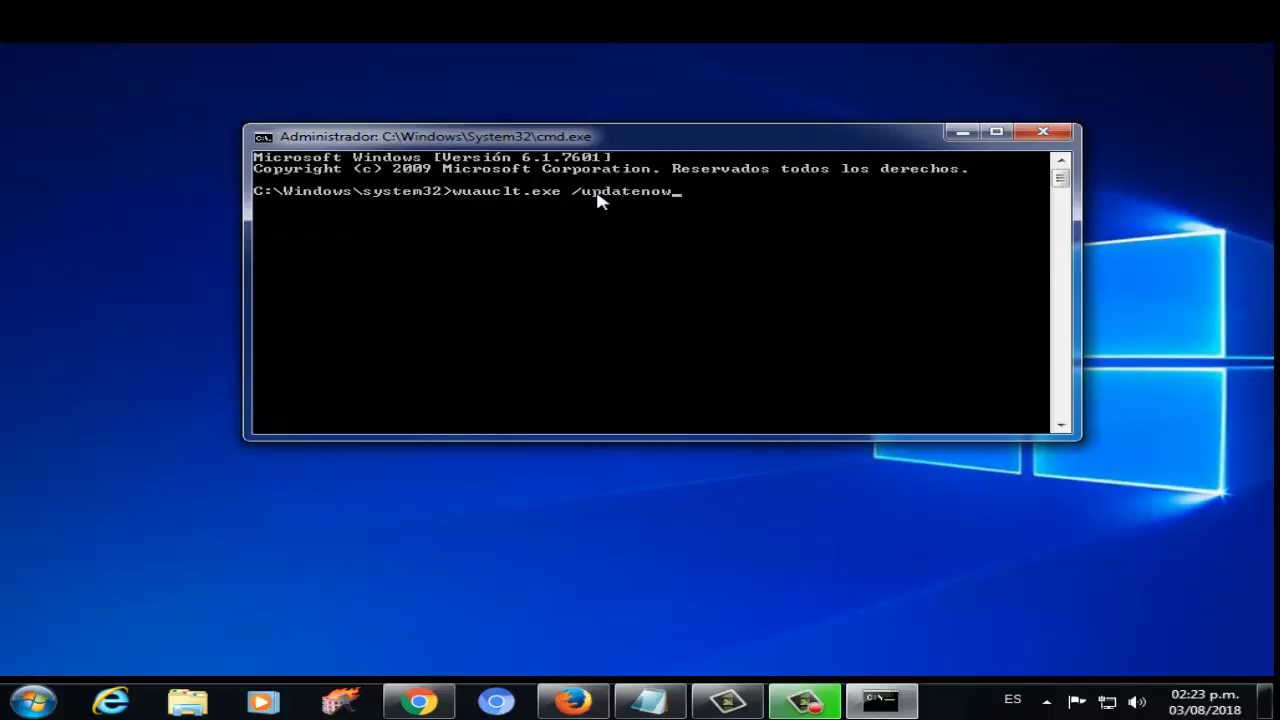 Administrador: C:\Windows\System32\cmd.exe
Microsoft Windows [Versión 6.1.7601]
Copyright (c) 2009 Microsoft Corporation. Reservados todos los derechos.
C:\Windows\system32>wuauclt.exe /updatenow_
ES
02:23 p.m.
03/08/2018